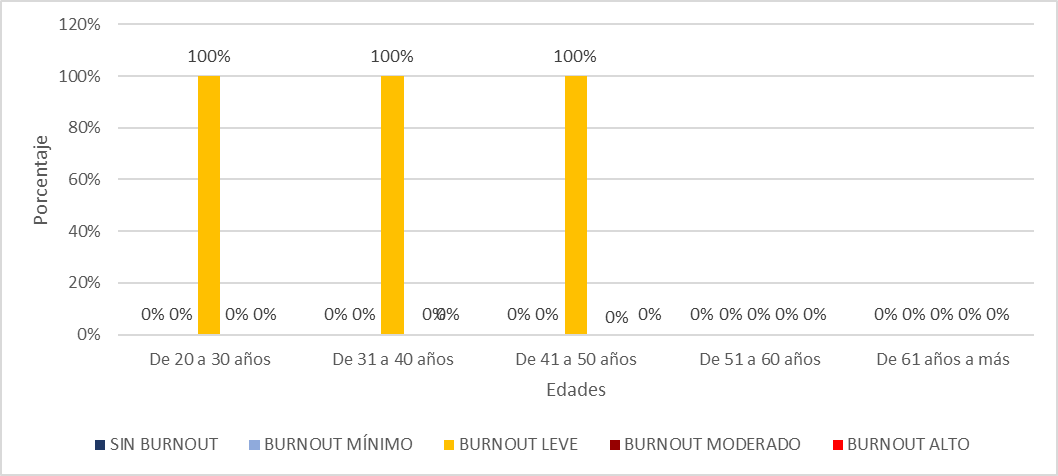 120%
100%
80%
60%
40%
20%
0%
Porcentaje
100% 100% 100%
0% 0% 0% 0% 0% 0% 0% 0% 0% 0% 0% 0% 0% 0% 0% 0% 0% 0% 0% 0% 0% 0%
De 20 a 30 años De 31 a 40 años De 41 a 50 años De 51 a 60 años De 61 años a más
Edades
SIN BURNOUT BURNOUT MÍNIMO BURNOUT LEVE BURNOUT MODERADO BURNOUT ALTO